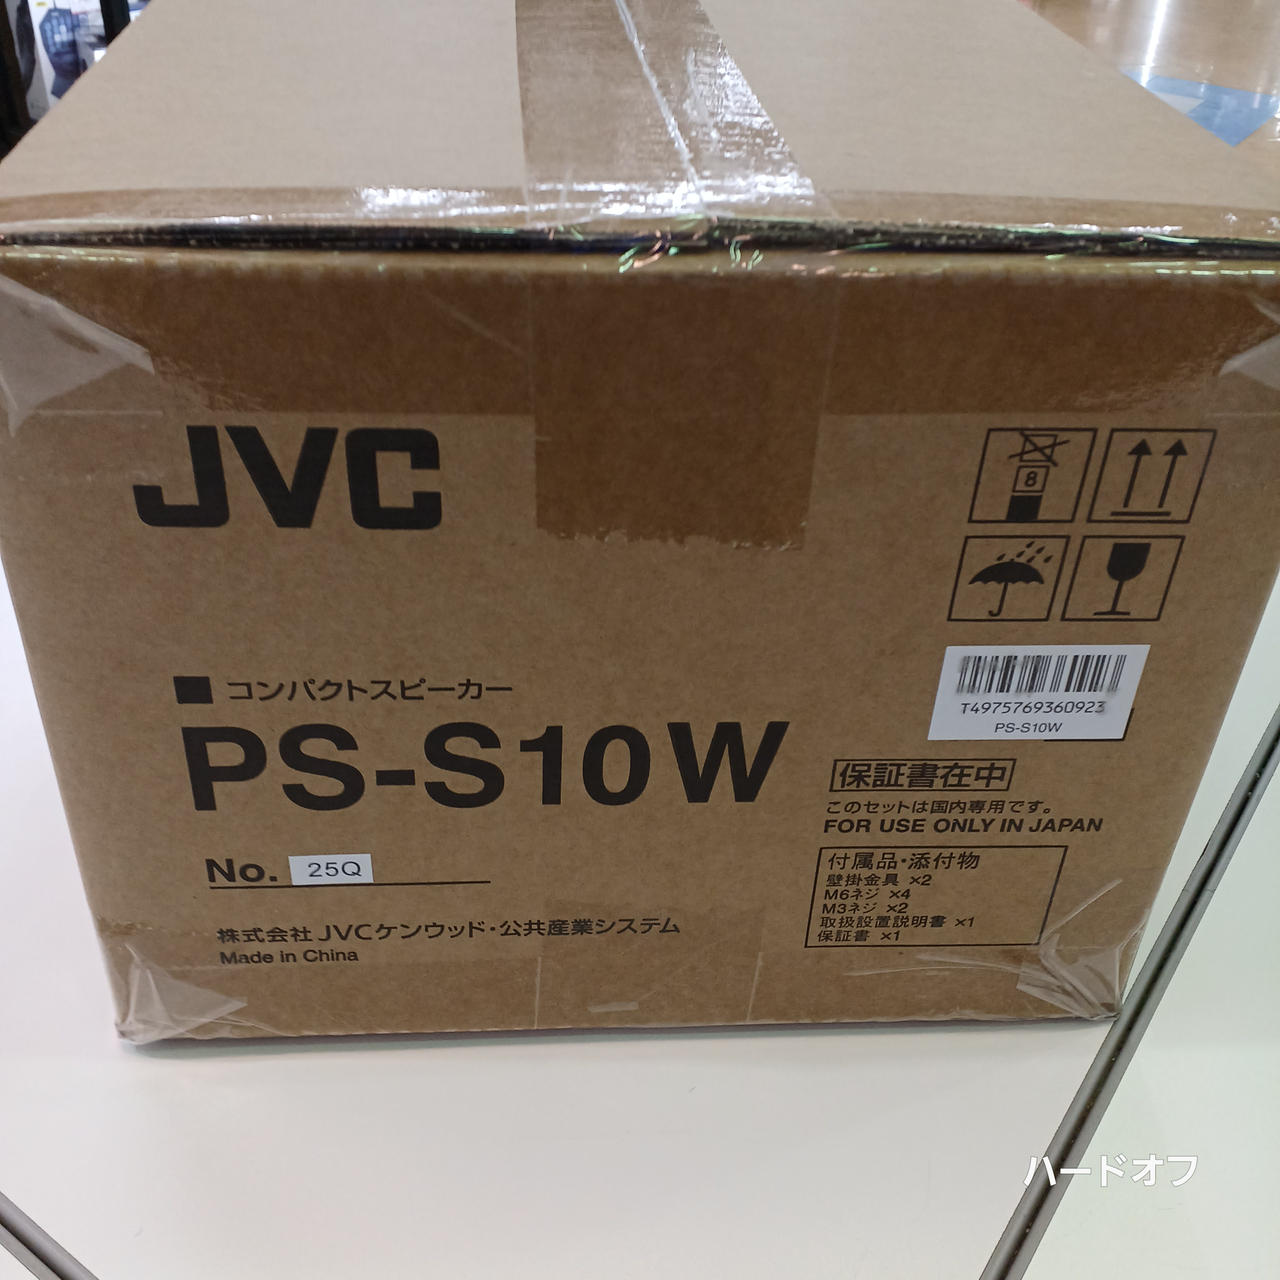 JVC
8
■コンパクトスピーカー
PS-S10W
T4975769360923
PS-S10W
保証書在中
このセットは国内専用です。
FOR USE ONLY IN JAPAN
No. 25Q
付属品・添付物
壁掛金具 ×2
M6ネジ ×4
M3ネジ ×2
取扱設置説明書 ×1
保証書 ×1
株式会社JVCケンウッド・公共産業システム
Made in China
ハードオフ